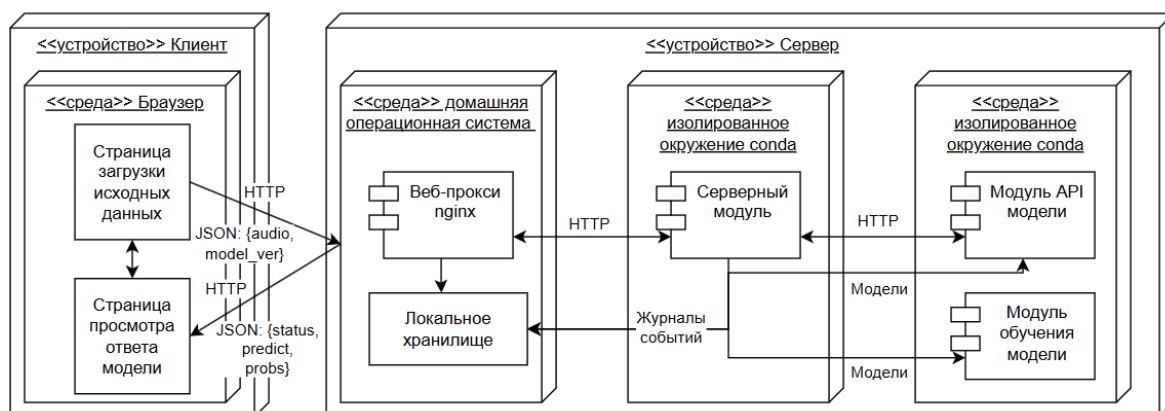 <<устройство>> Клиент
<<среда>> Браузер
Страница
загрузки
исходных
данных
HTTP
JSON: {audio,
model_ver}
HTTP
Страница
просмотра
ответа
модели
JSON: {status,
predict,
probs}
<<устройство>> Сервер
<<среда>> домашняя
операционная система
Веб-прокси
nginx
HTTP
Локальное
хранилище
Журналы
событий
<<среда>>
изолированное
окружение conda
Серверный
модуль
HTTP
Модели
Модели
<<среда>>
изолированное
окружение conda
Модуль API
модели
Модуль
обучения
модели